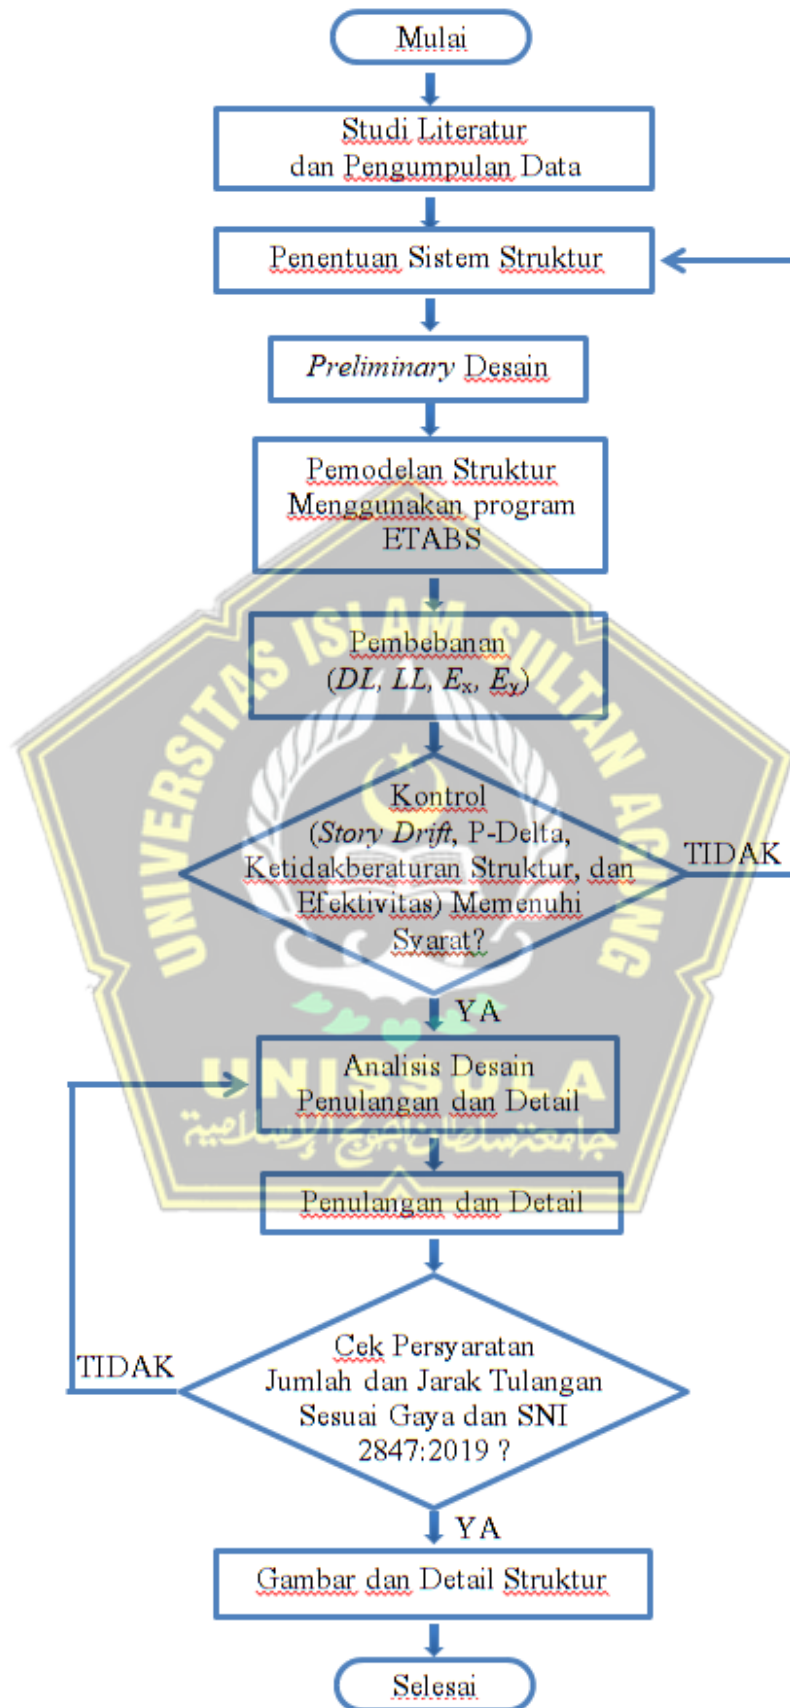 Mulai
Studi Literatur
dan Pengumpulan Data
Penentuan Sistem Struktur
Preliminary Desain
Pemodelan Struktur
Menggunakan program
ETABS
Pembebanan
(DL, LL, Ex, Ey)
Kontrol
(Story Drift, P-Delta,
Ketidakberaturan Struktur, dan
Efektivitas) Memenuhi
Syarat?
TIDAK
YA
Analisis Desain
Penulangan dan Detail
Penulangan dan Detail
Cek Persyaratan
Jumlah dan Jarak Tulangan
Sesuai Gaya dan SNI
2847:2019 ?
TIDAK
YA
Gambar dan Detail Struktur
Selesai
UNIVERSITAS ISLAM SULTAN AGUNG
UNISSULA
جامعتسلطان أجونج الإسلامية